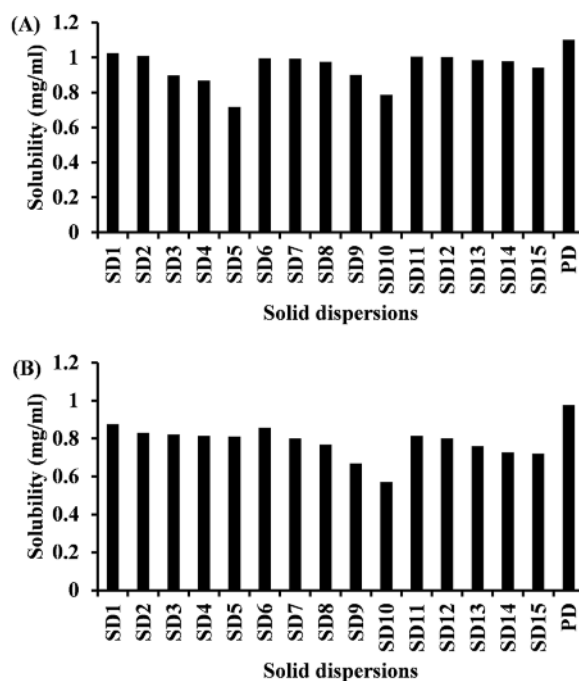 (A)
Solubility (mg/ml)
1.2
1
0.8
0.6
0.4
0.2
0
SD1 SD2 SD3 SD4 SD5 SD6 SD7 SD8 SD9 SD10 SD11 SD12 SD13 SD14 SD15 PD
Solid dispersions
(B)
Solubility (mg/ml)
1.2
1
0.8
0.6
0.4
0.2
0
SD1 SD2 SD3 SD4 SD5 SD6 SD7 SD8 SD9 SD10 SD11 SD12 SD13 SD14 SD15 PD
Solid dispersions